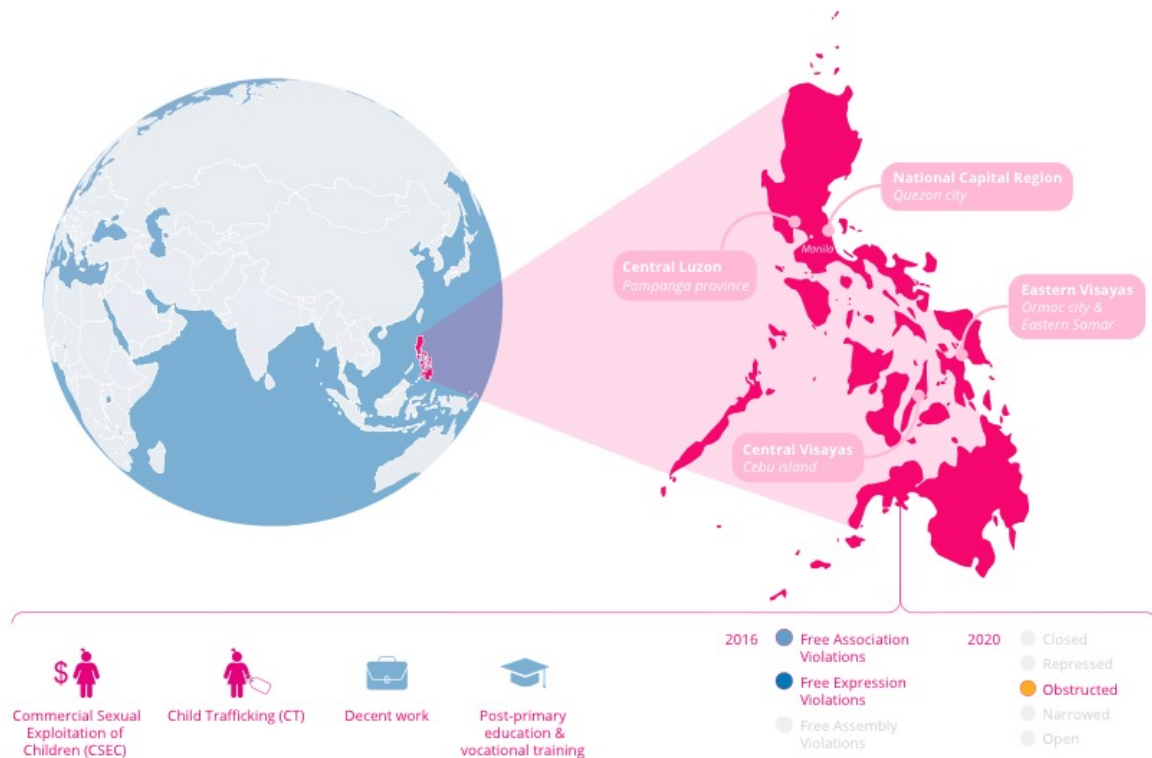 National Capital Region
Quezon city
Manila
Central Luzon
Pampanga province
Eastern Visayas
Ormoc city &
Eastern Samar
Central Visayas
Cebu island
$
Commercial Sexual
Exploitation of
Children (CSEC)
Child Trafficking (CT)
Decent work
Post-primary
education &
vocational training
2016
Free Association
Violations
Free Expression
Violations
Free Assembly
Violations
2020
Closed
Repressed
Obstructed
Narrowed
Open